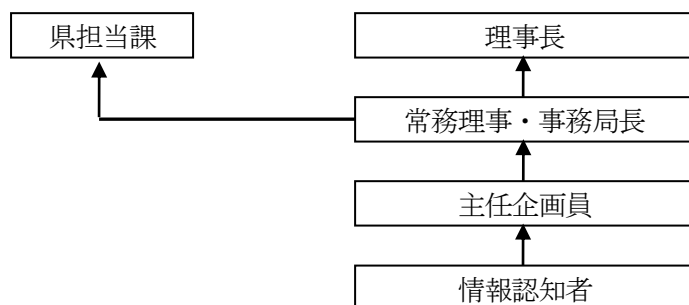 県担当課
理事長
常務理事・事務局長
主任企画員
情報認知者